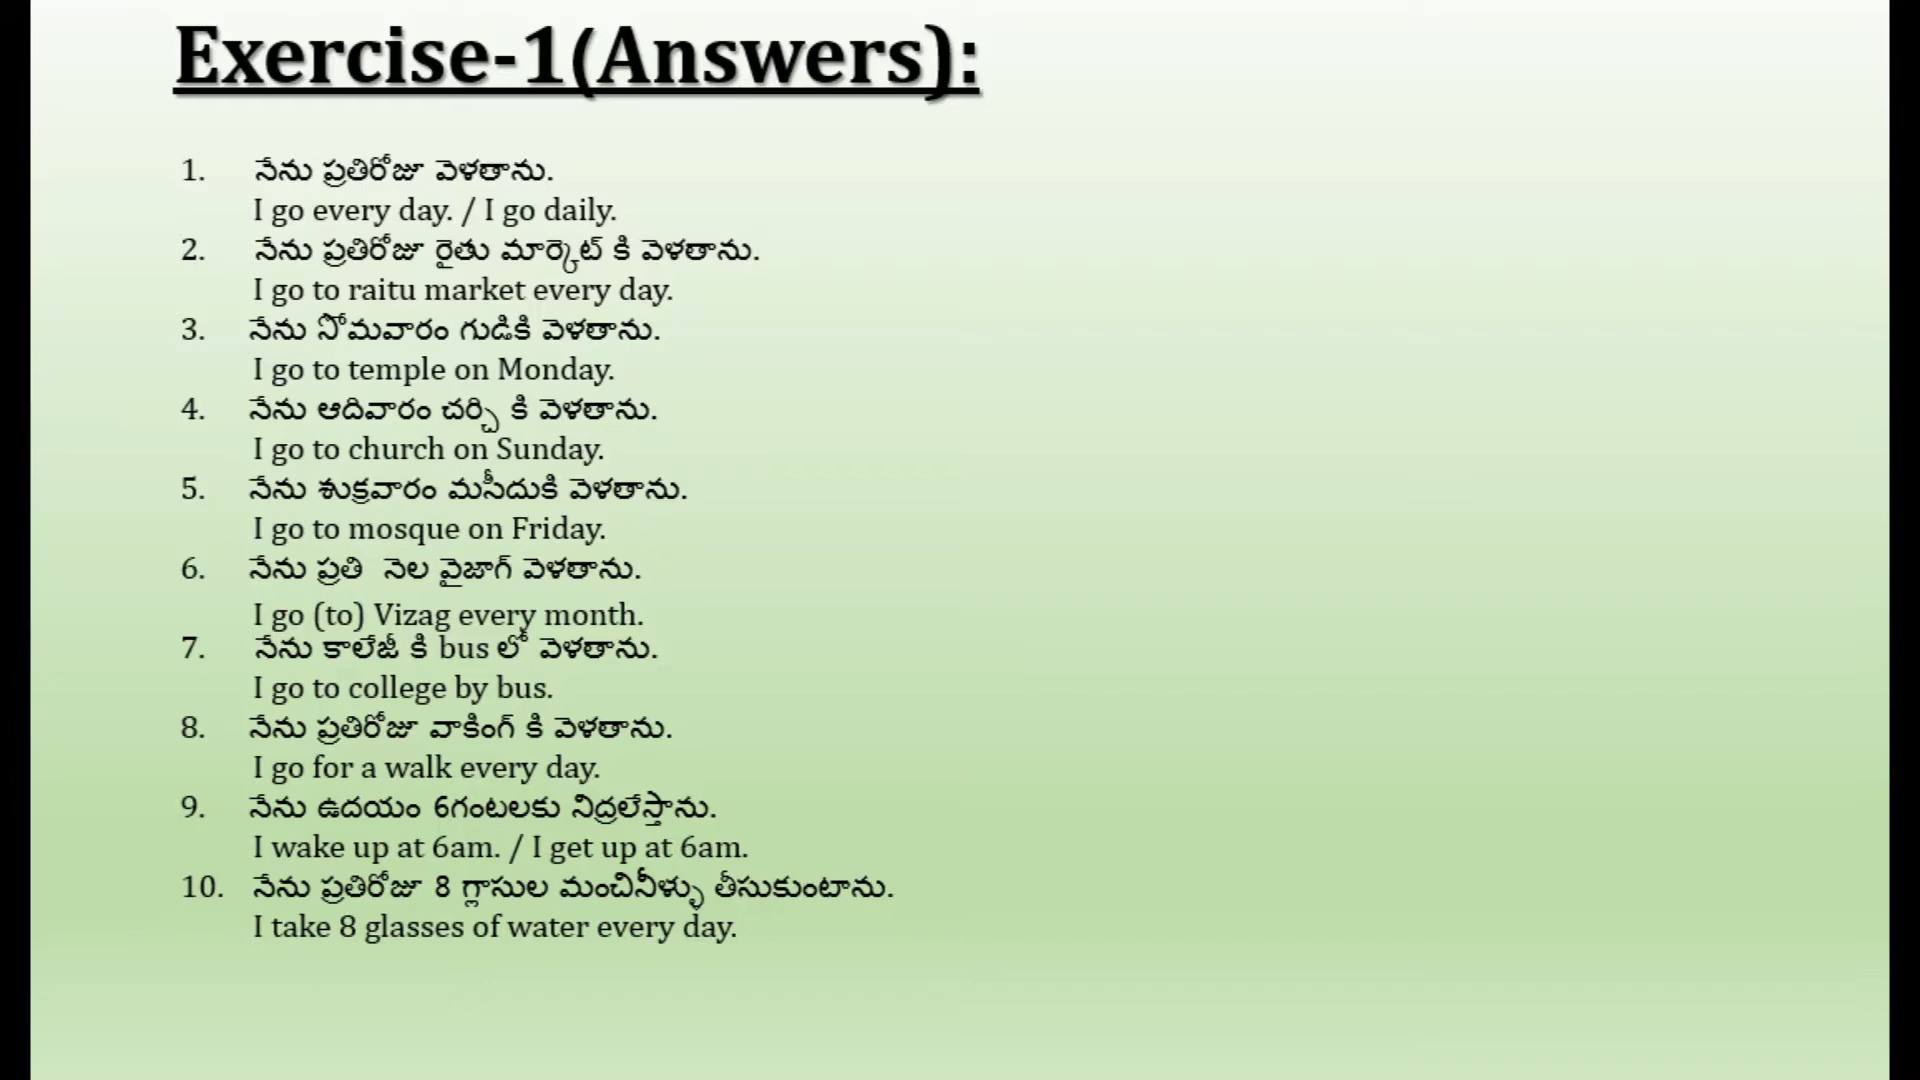 Exercise-1(Answers):
1. నేను ప్రతిరోజూ వెళతాను.
I go every day. / I go daily.
2. నేను ప్రతిరోజూ రైతు మార్కెట్ కి వెళతాను.
I go to raitu market every day.
3. నేను సోమవారం గుడికి వెళతాను.
I go to temple on Monday.
4. నేను ఆదివారం చర్చి కి వెళతాను.
I go to church on Sunday.
5. నేను శుక్రవారం మసీదుకి వెళతాను.
I go to mosque on Friday.
6. నేను ప్రతి నెల వైజాగ్ వెళతాను.
I go (to) Vizag every month.
7. నేను కాలేజీ కి bus లో వెళతాను.
I go to college by bus.
8. నేను ప్రతిరోజూ వాకింగ్ కి వెళతాను.
I go for a walk every day.
9. నేను ఉదయం 6గంటలకు నిద్రలేస్తాను.
I wake up at 6am. / I get up at 6am.
10. నేను ప్రతిరోజూ 8 గ్లాసుల మంచినీళ్ళు తీసుకుంటాను.
I take 8 glasses of water every day.